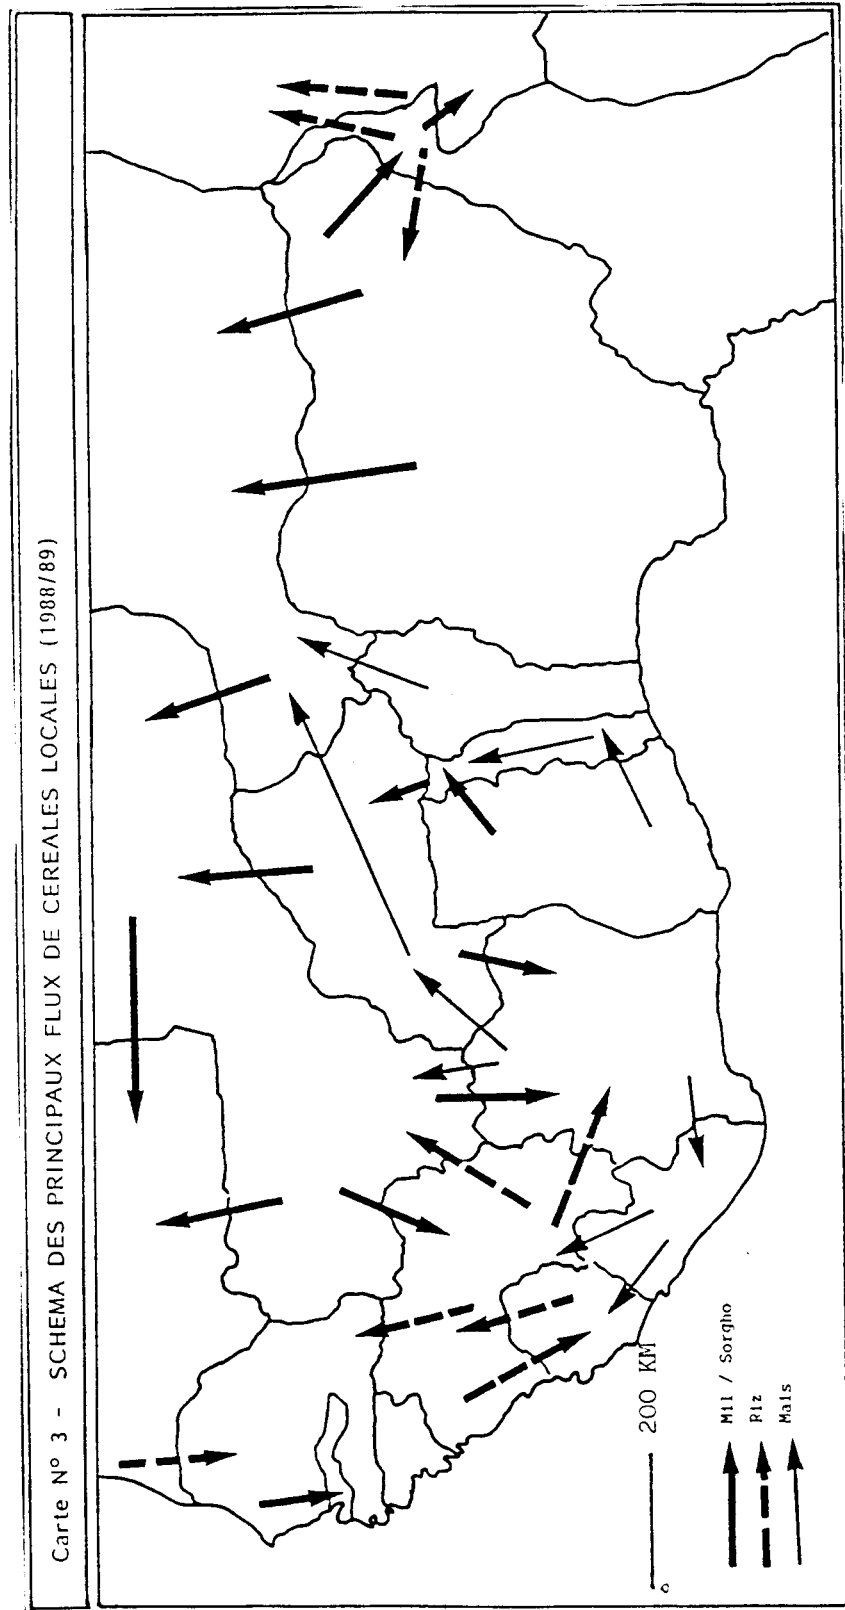 Carte N° 3 - SCHEMA DES PRINCIPAUX FLUX DE CEREALES LOCALES (1988/89)
0 200 KM
Mil / Sorgho
Riz
Mais